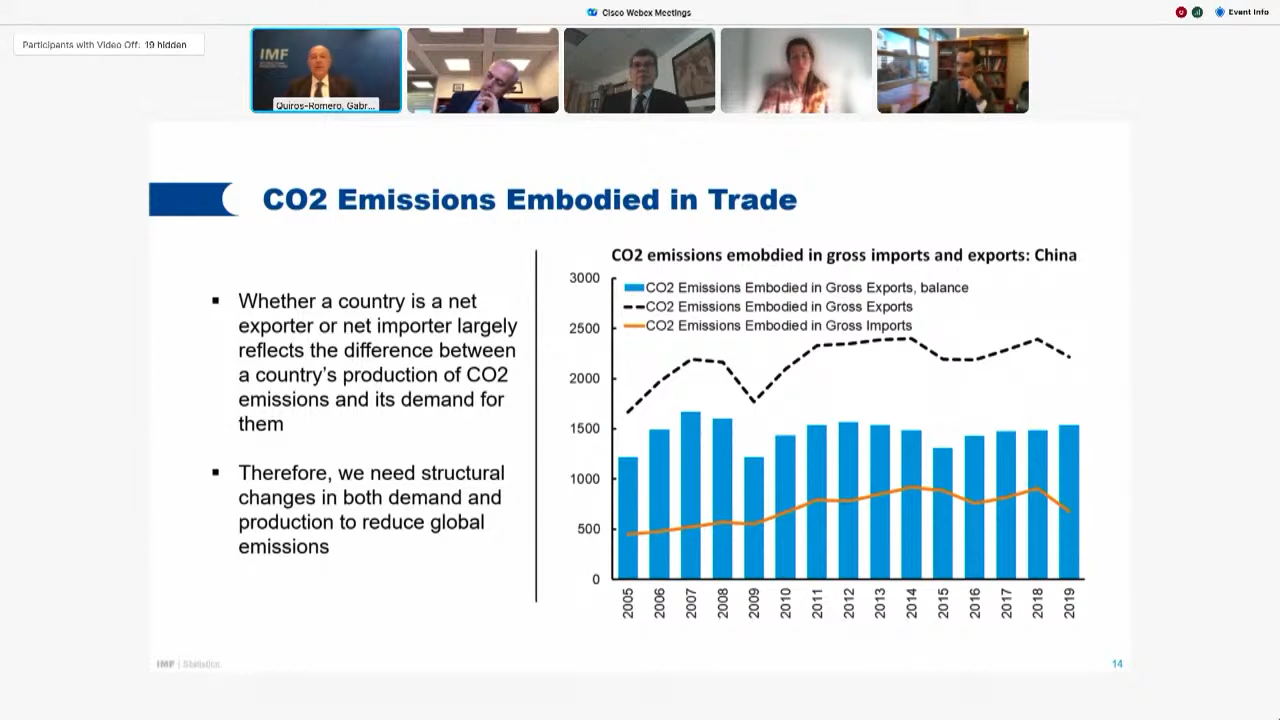 Cisco Webex Meetings
Event Info
Participants with Video Off: 19 hidden
IMF
Quiros-Romero, Gabr...
CO2 Emissions Embodied in Trade
▪ Whether a country is a net
exporter or net importer largely
reflects the difference between
a country's production of CO2
emissions and its demand for
them
▪ Therefore, we need structural
changes in both demand and
production to reduce global
emissions
CO2 emissions emobdied in gross imports and exports: China
CO2 Emissions Embodied in Gross Exports, balance
CO2 Emissions Embodied in Gross Exports
CO2 Emissions Embodied in Gross Imports
3000
2500
2000
1500
1000
500
0
2005 2006 2007 2008 2009 2010 2011 2012 2013 2014 2015 2016 2017 2018 2019
IMF | Statistics
14